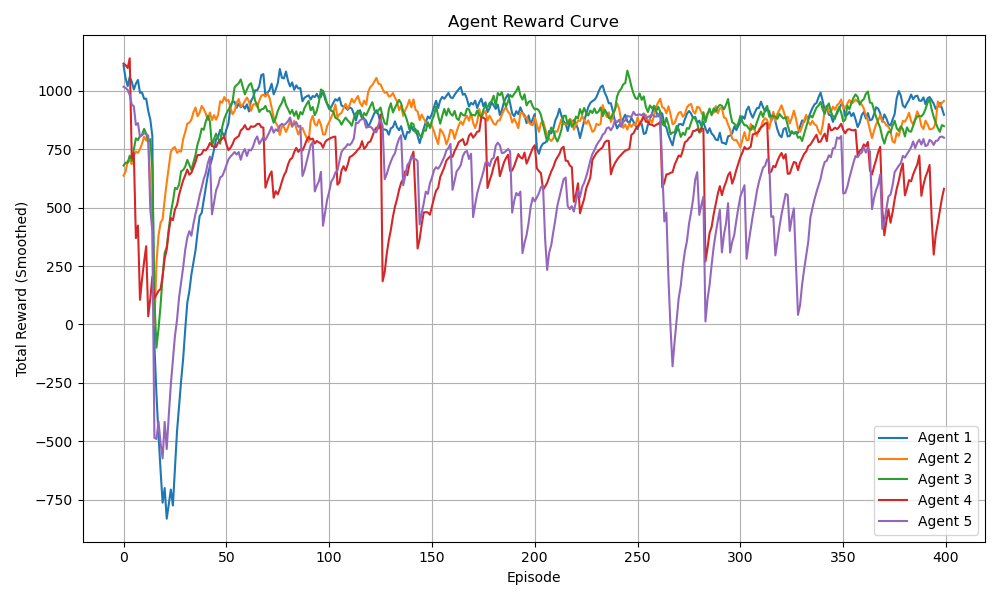 Agent Reward Curve
Total Reward (Smoothed)
1000
750
500
250
0
−250
−500
−750
0 50 100 150 200 250 300 350 400
Episode
Agent 1
Agent 2
Agent 3
Agent 4
Agent 5